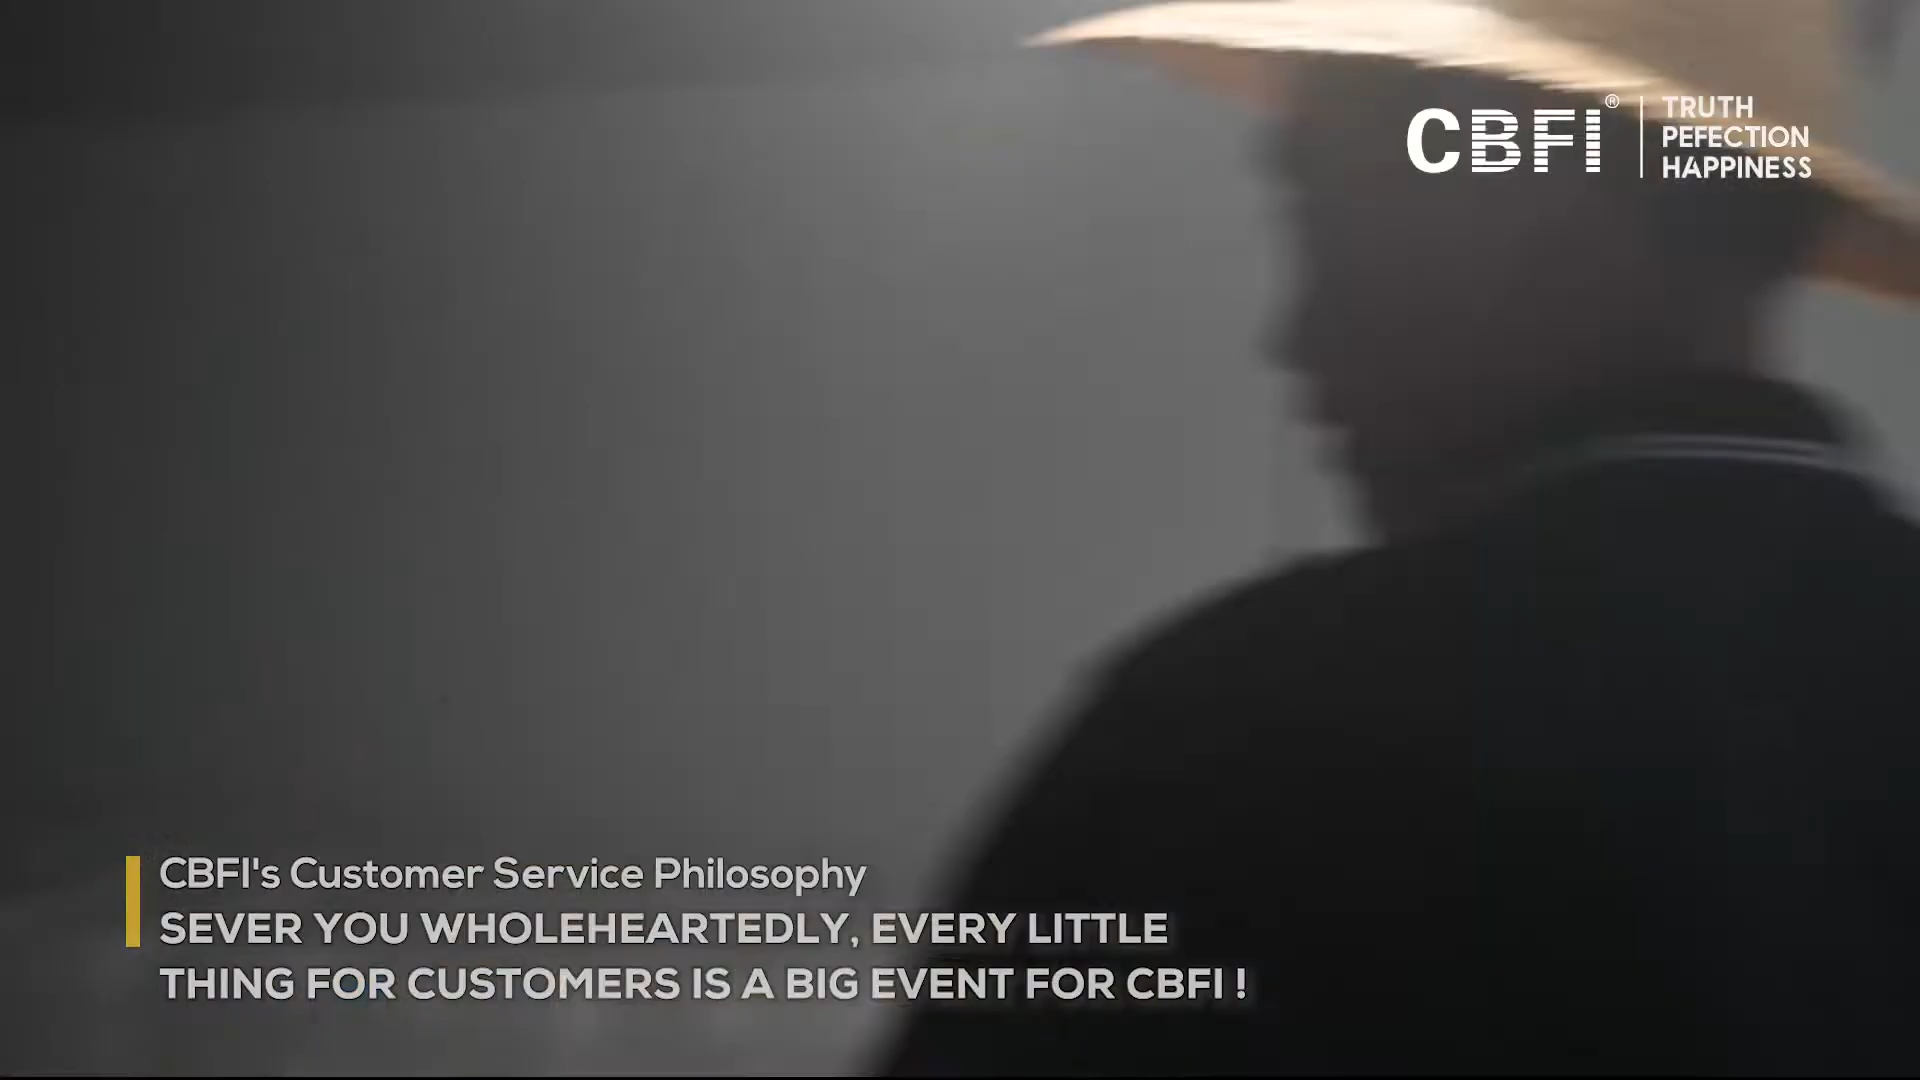 CBFI®
TRUTH
PEFECTION
HAPPINESS
CBFI's Customer Service Philosophy
SEVER YOU WHOLEHEARTEDLY, EVERY LITTLE
THING FOR CUSTOMERS IS A BIG EVENT FOR CBFI !